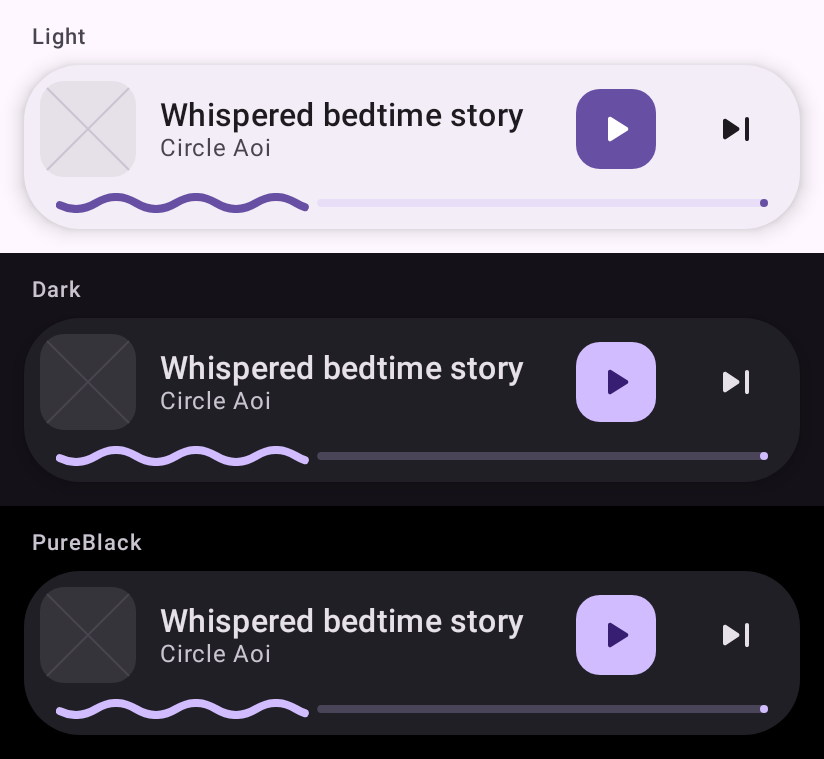 Light
Whispered bedtime story
Circle Aoi
Dark
Whispered bedtime story
Circle Aoi
PureBlack
Whispered bedtime story
Circle Aoi